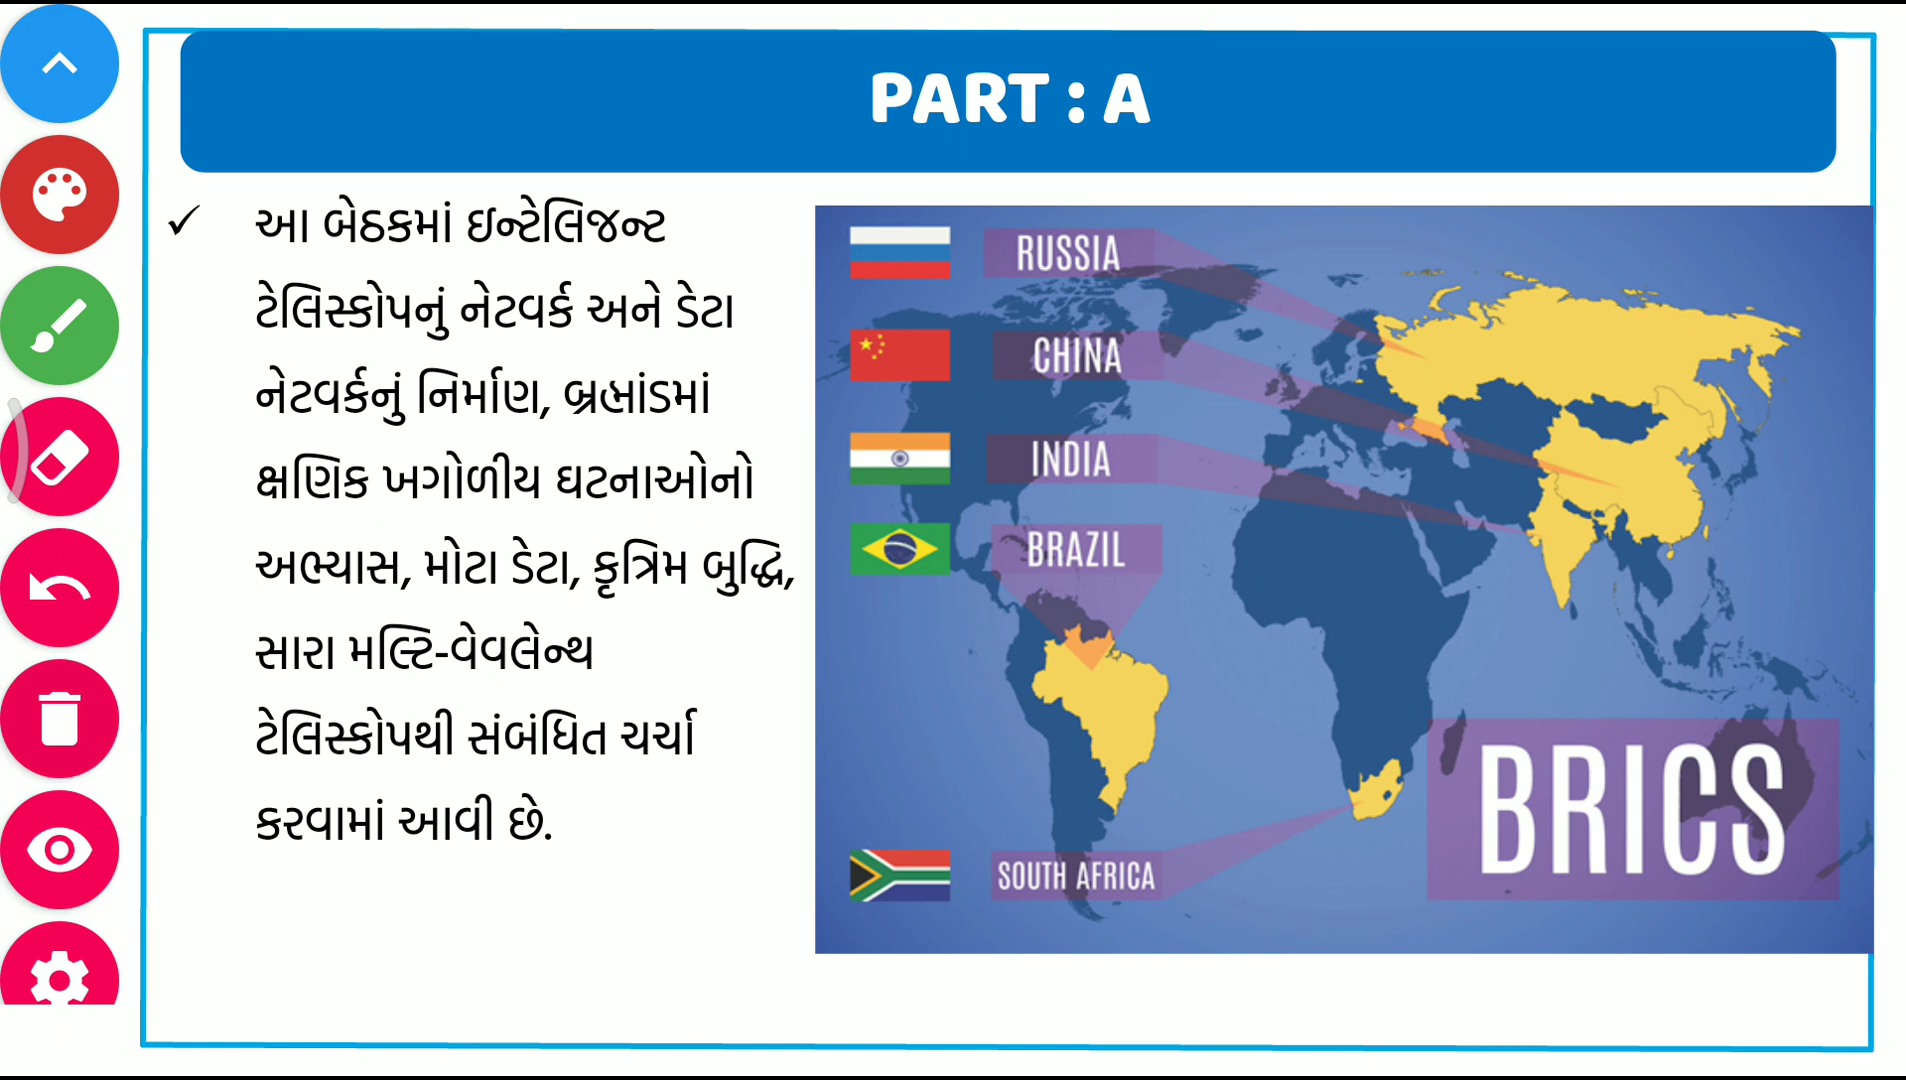 PART : A
✓ આ બેઠકમાં ઇન્ટેલિજન્ટ
ટેલિસ્કોપનું નેટવર્ક અને ડેટા
નેટવર્કનું નિર્માણ, બ્રહ્માંડમાં
ક્ષણિક ખગોળીય ઘટનાઓનો
અભ્યાસ, મોટા ડેટા, કૃત્રિમ બુદ્ધિ,
સારા મલ્ટિ-વેવલેન્થ
ટેલિસ્કોપથી સંબંધિત ચર્ચા
કરવામાં આવી છે.
RUSSIA
CHINA
INDIA
BRAZIL
SOUTH AFRICA
BRICS